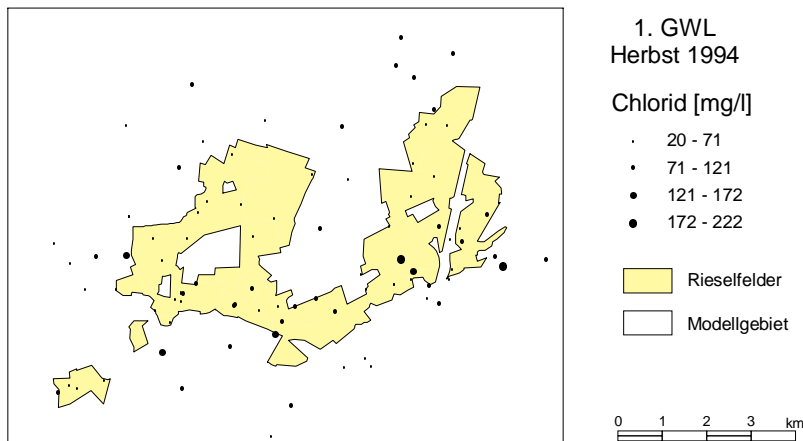 1. GWL
Herbst 1994
Chlorid [mg/l]
20 - 71
71 - 121
121 - 172
172 - 222
Rieselfelder
Modellgebiet
0 1 2 3 km